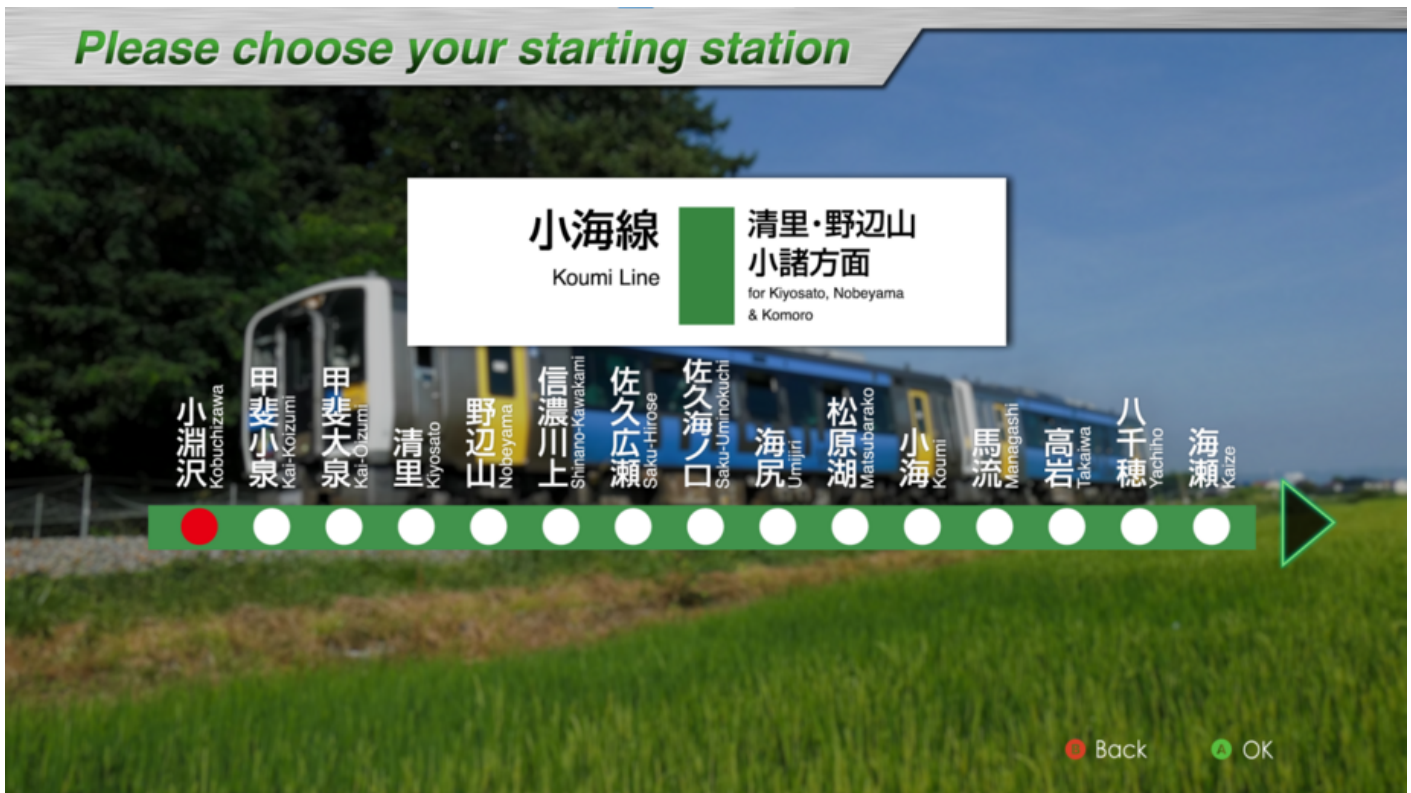 Please choose your starting station
小海線
Koumi Line
清里・野辺山
小諸方面
for Kiyosato, Nobeyama
& Komoro
小淵沢
Kobuchizawa
甲斐小泉
Kai-Koizumi
甲斐大泉
Kai-Oizumi
清里
Kiyosato
野辺山
Nobeyama
信濃川上
Shinano-Kawakami
佐久広瀬
Saku-Hirose
佐久海ノ口
Saku-Uminokuchi
海尻
Umijiri
松原湖
Matsubarako
小海
Koumi
馬流
Managashi
高岩
Takaiwa
八千穂
Yachiho
海瀬
Kaize
B Back
A OK